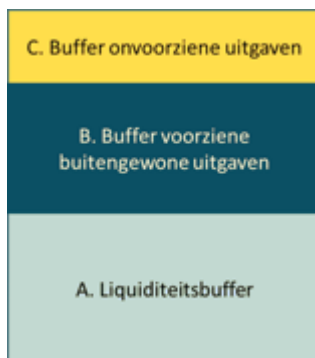 C. Buffer onvoorziene uitgaven
B. Buffer voorziene
buitengewone uitgaven
A. Liquiditeitsbuffer